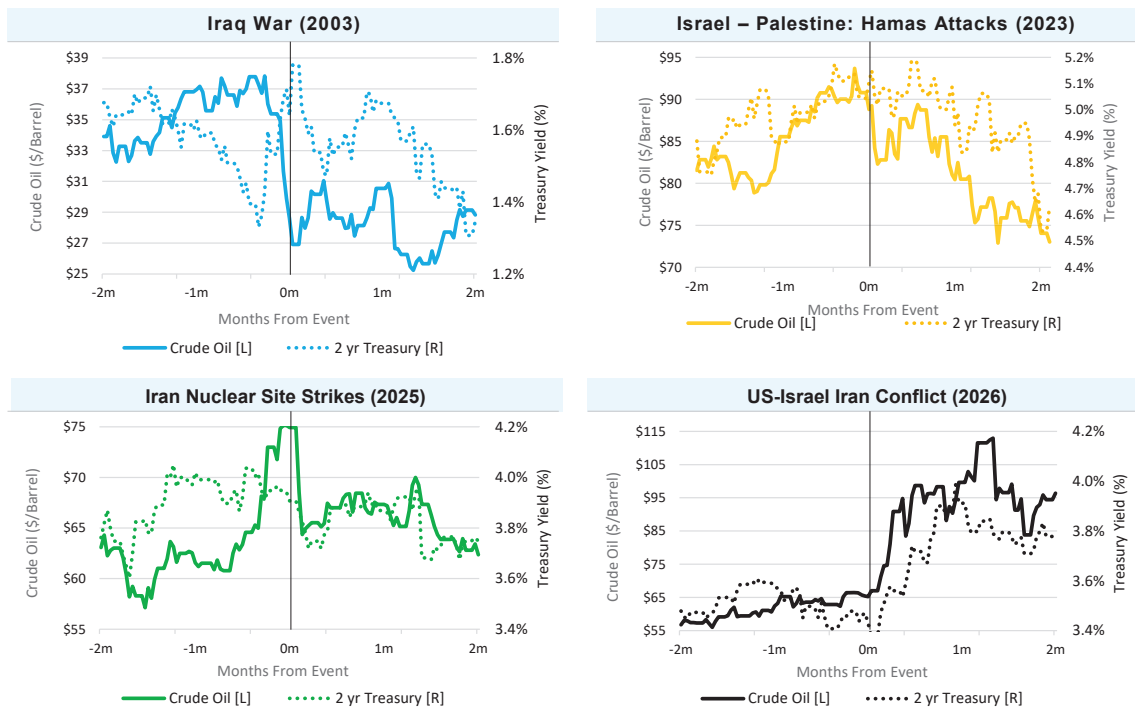 Iraq War (2003)
Crude Oil ($/Barrel)
$39
$37
$35
$33
$31
$29
$27
$25
1.8%
1.6%
1.4%
1.2%
Treasury Yield (%)
-2m -1m 0m 1m 2m
Months From Event
Crude Oil [L] 2 yr Treasury [R]
Israel – Palestine: Hamas Attacks (2023)
Crude Oil ($/Barrel)
$95
$90
$85
$80
$75
$70
5.2%
5.1%
5.0%
4.9%
4.8%
4.7%
4.6%
4.5%
4.4%
Treasury Yield (%)
-2m -1m 0m 1m 2m
Months From Event
Crude Oil [L] 2 yr Treasury [R]
Iran Nuclear Site Strikes (2025)
Crude Oil ($/Barrel)
$75
$70
$65
$60
$55
4.2%
4.0%
3.8%
3.6%
3.4%
Treasury Yield (%)
-2m -1m 0m 1m 2m
Months From Event
Crude Oil [L] 2 yr Treasury [R]
US-Israel Iran Conflict (2026)
Crude Oil ($/Barrel)
$115
$105
$95
$85
$75
$65
$55
4.2%
4.0%
3.8%
3.6%
3.4%
Treasury Yield (%)
-2m -1m 0m 1m 2m
Months From Event
Crude Oil [L] 2 yr Treasury [R]